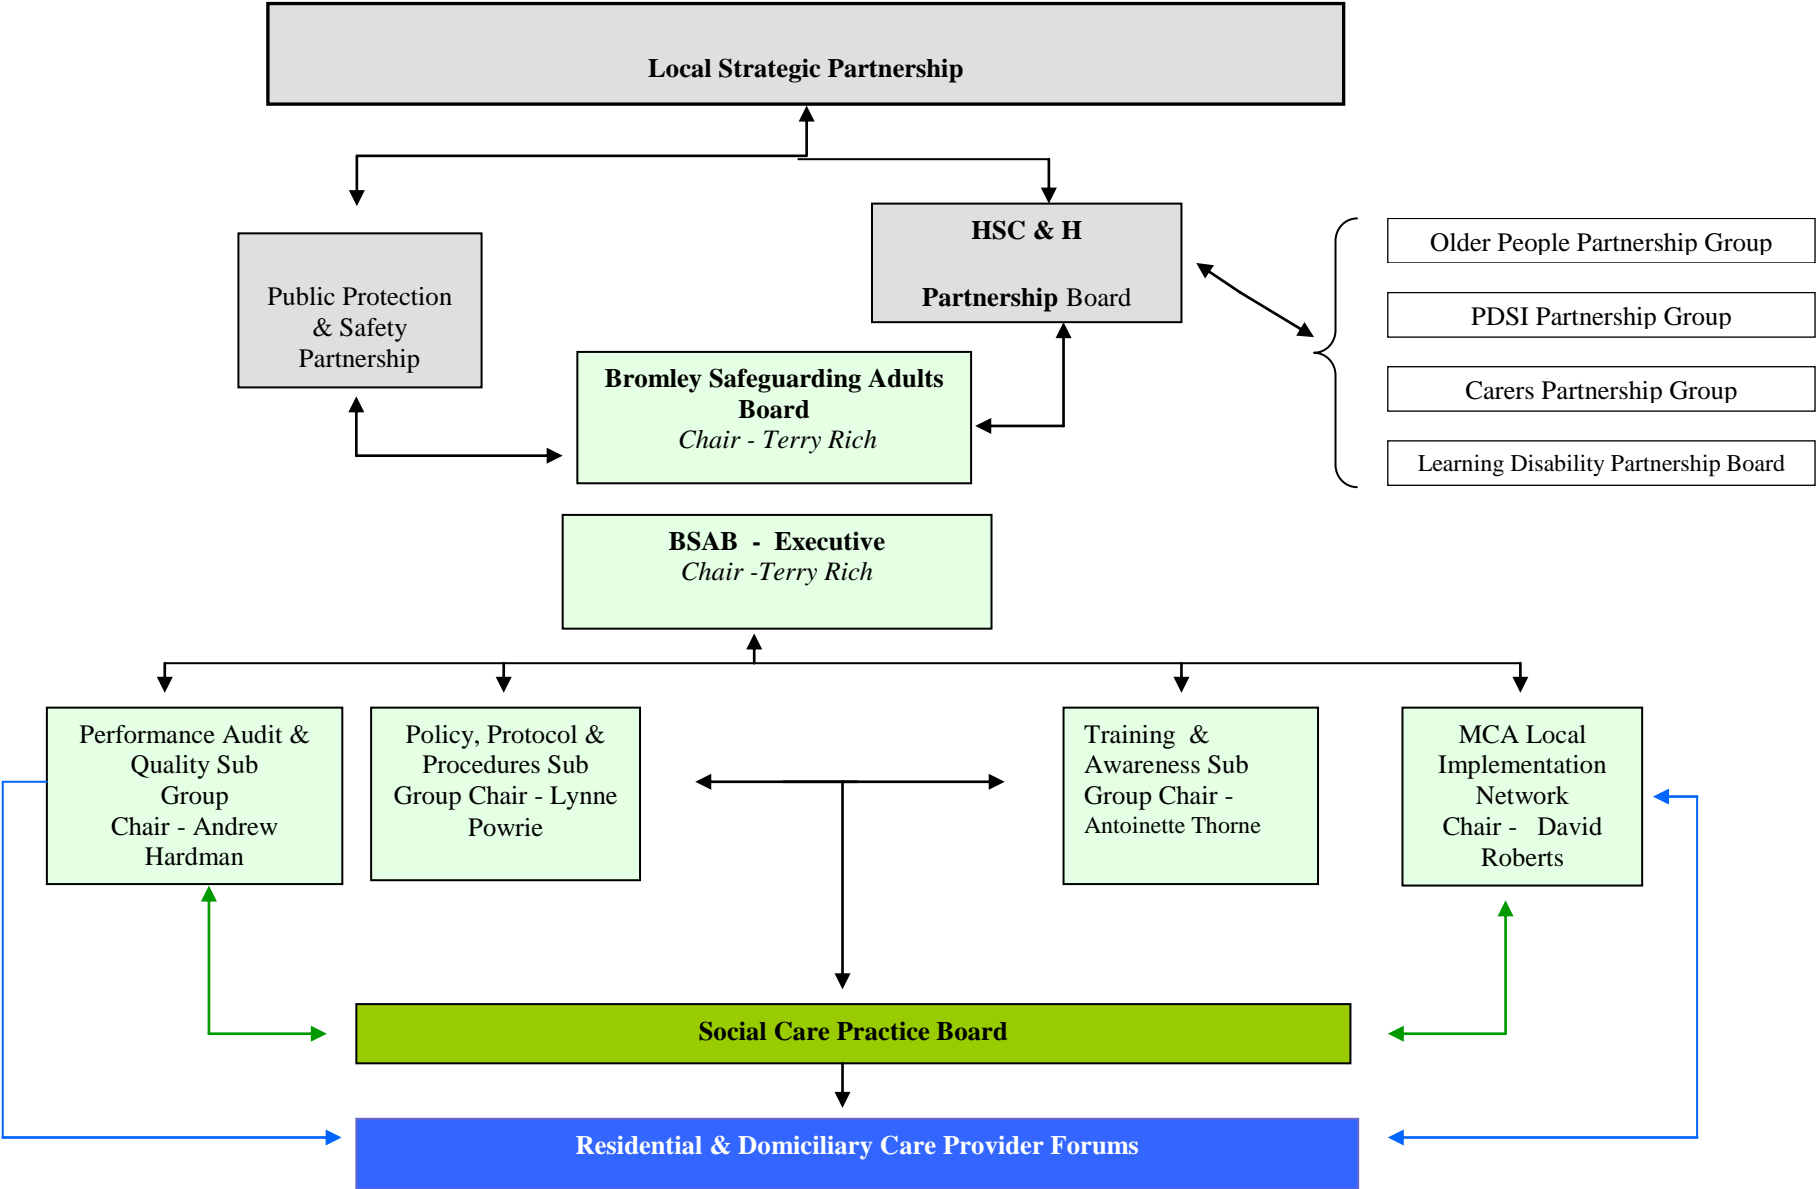 Local Strategic Partnership
HSC & H
Partnership Board
Public Protection
& Safety
Partnership
Older People Partnership Group
PDSI Partnership Group
Carers Partnership Group
Learning Disability Partnership Board
Bromley Safeguarding Adults
Board
Chair - Terry Rich
BSAB - Executive
Chair -Terry Rich
Performance Audit &
Quality Sub
Group
Chair - Andrew
Hardman
Policy, Protocol &
Procedures Sub
Group Chair - Lynne
Powrie
Training &
Awareness Sub
Group Chair -
Antoinette Thorne
MCA Local
Implementation
Network
Chair - David
Roberts
Social Care Practice Board
Residential & Domiciliary Care Provider Forums